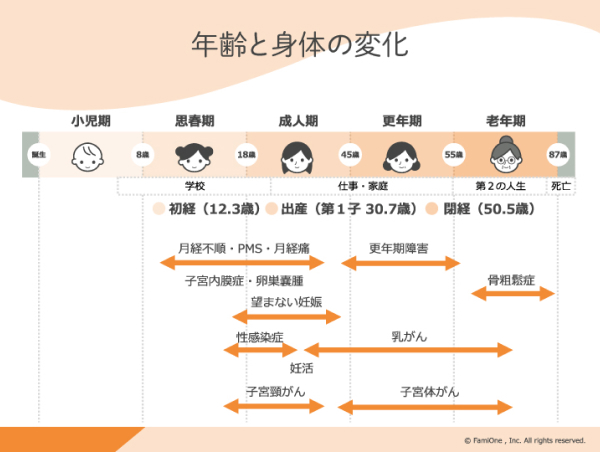 年齢と身体の変化
小児期 思春期 成人期 更年期 老年期
誕生 8歳 18歳 45歳 55歳 87歳
学校 仕事・家庭 第2の人生 死亡
初経（12.3歳） 出産（第１子 30.7歳） 閉経（50.5歳）
月経不順・PMS・月経痛 更年期障害
子宮内膜症・卵巣嚢腫 骨粗鬆症
望まない妊娠
性感染症 乳がん
妊活
子宮頸がん 子宮体がん
© FamiOne , Inc. All rights reserved.